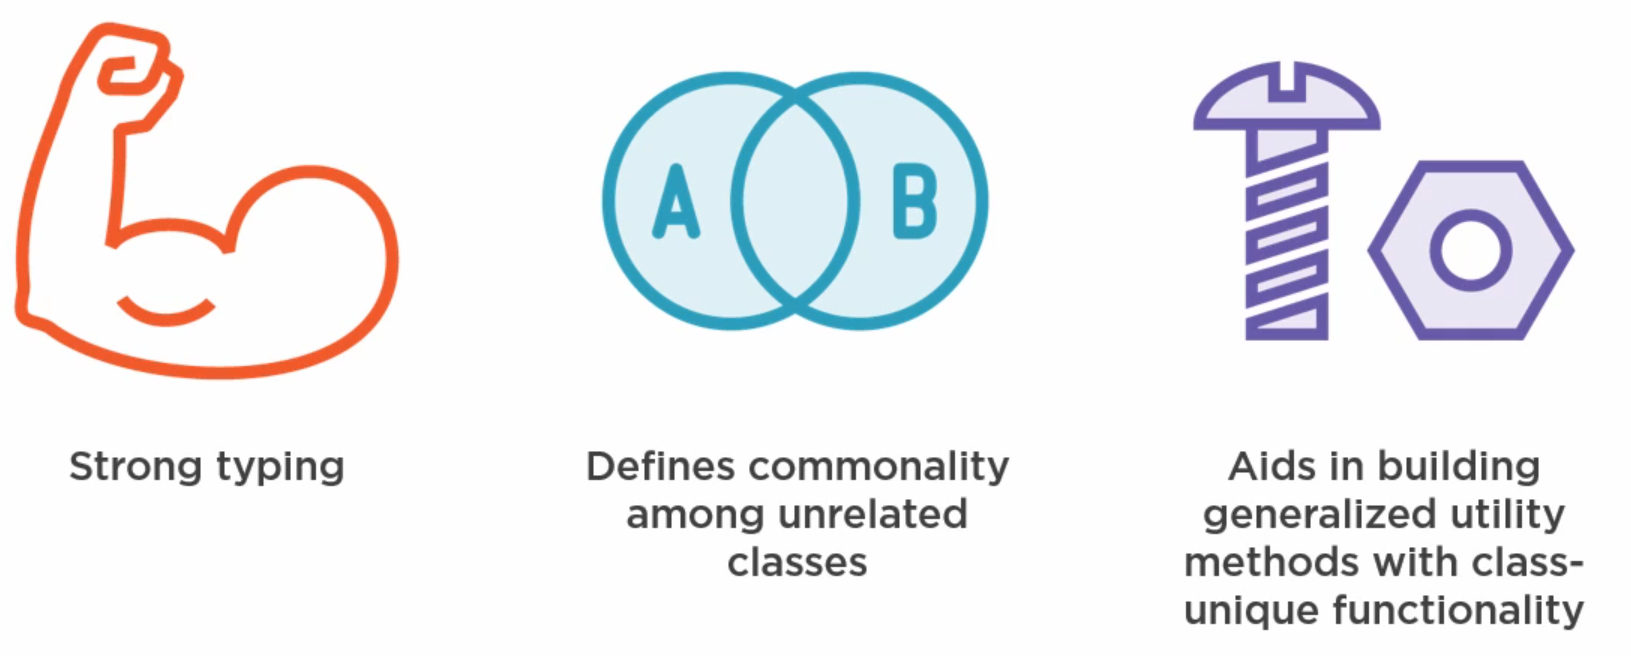 A
B
Strong typing
Defines commonality
among unrelated
classes
Aids in building
generalized utility
methods with class-
unique functionality